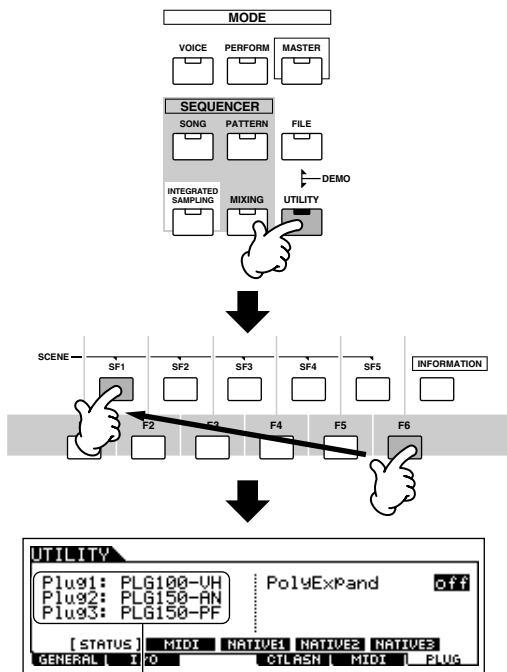 MODE
VOICE PERFORM MASTER
SEQUENCER
SONG PATTERN FILE
DEMO
INTEGRATED
SAMPLING MIXING UTILITY
SCENE
SF1 SF2 SF3 SF4 SF5 INFORMATION
F2 F3 F4 F5 F6
UTILITY
Plug1: PLG100-VH PolyExpand off
Plug2: PLG150-AN
Plug3: PLG150-PF
[ STATUS ] MIDI NATIVE1 NATIVE2 NATIVE3
GENERAL I/O CTLASN MIDI PLUG